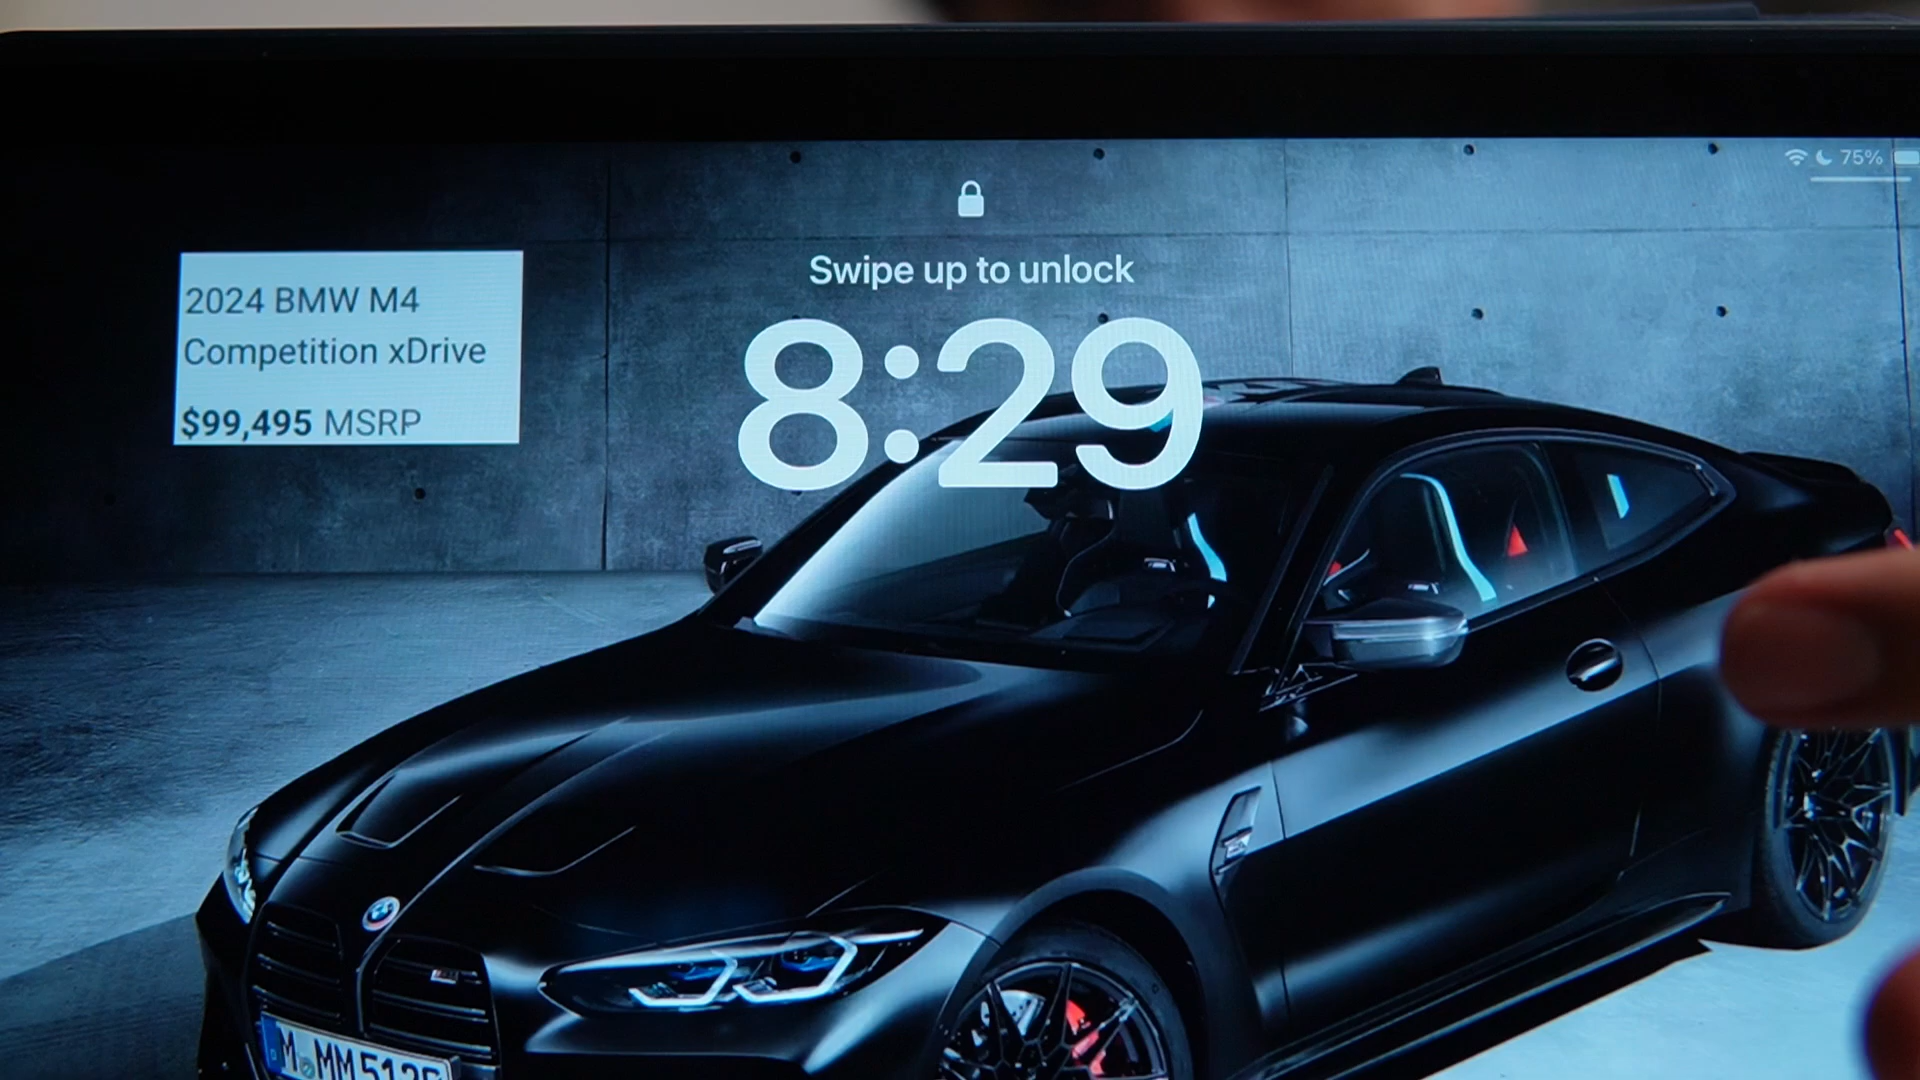 75%
Swipe up to unlock
8:29
2024 BMW M4
Competition xDrive
$99,495 MSRP